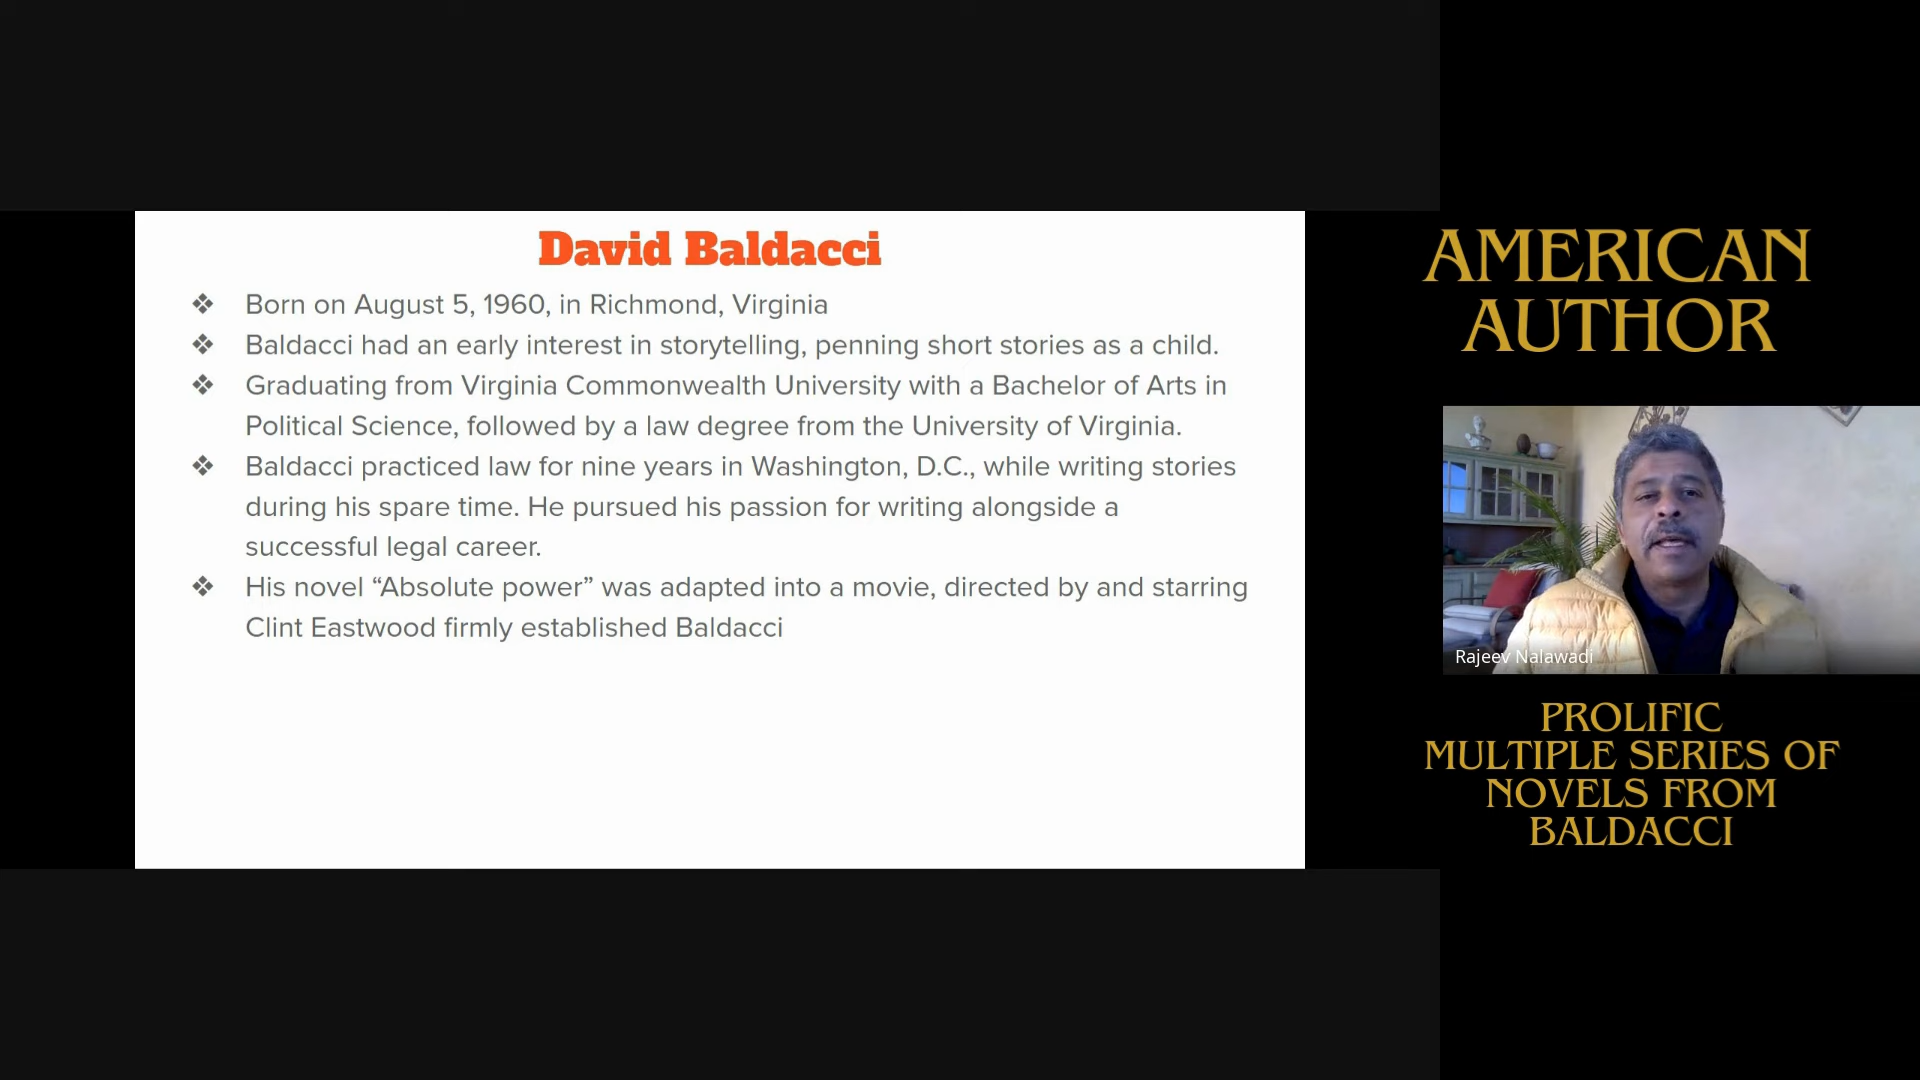 David Baldacci
❖ Born on August 5, 1960, in Richmond, Virginia
❖ Baldacci had an early interest in storytelling, penning short stories as a child.
❖ Graduating from Virginia Commonwealth University with a Bachelor of Arts in
Political Science, followed by a law degree from the University of Virginia.
❖ Baldacci practiced law for nine years in Washington, D.C., while writing stories
during his spare time. He pursued his passion for writing alongside a
successful legal career.
❖ His novel “Absolute power” was adapted into a movie, directed by and starring
Clint Eastwood firmly established Baldacci
AMERICAN
AUTHOR
Rajeev Nalawadi
PROLIFIC
MULTIPLE SERIES OF
NOVELS FROM
BALDACCI